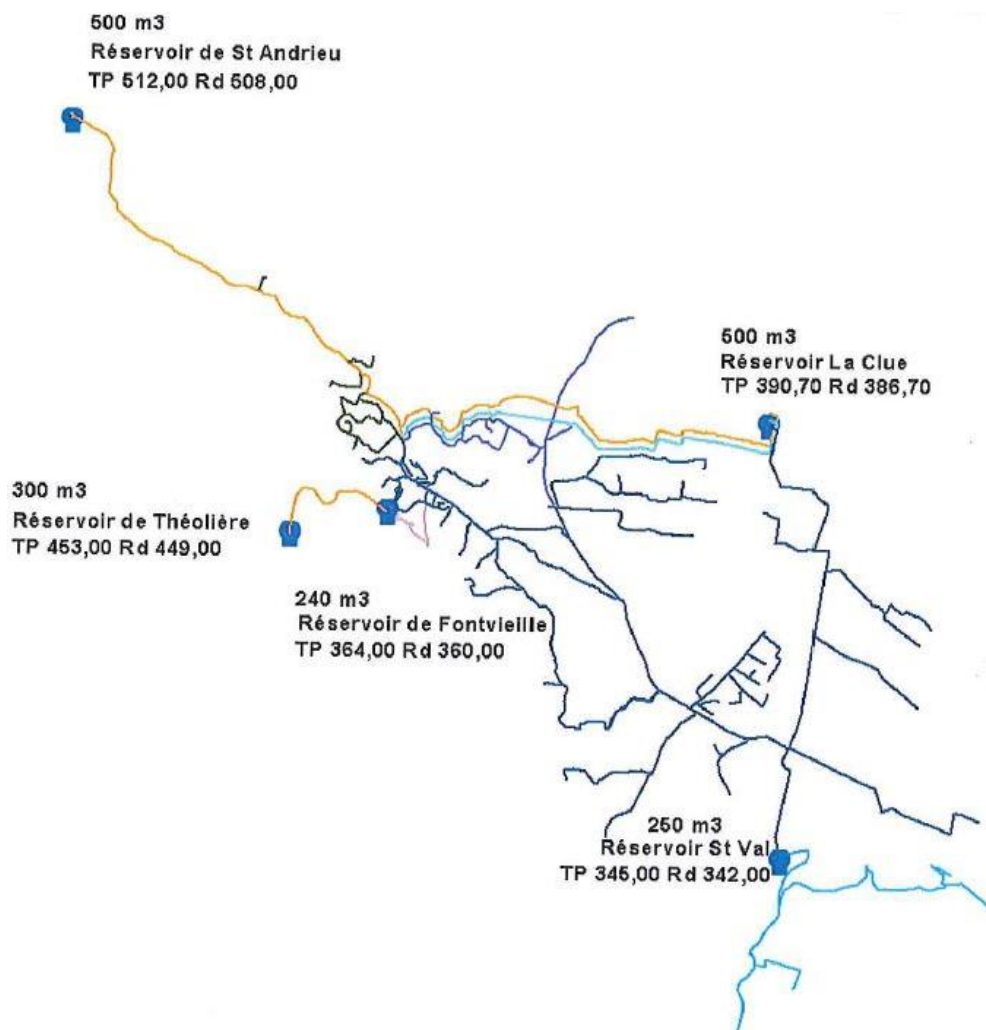 500 m3
Réservoir de St Andrieu
TP 512,00 Rd 508,00
500 m3
Réservoir La Clue
TP 390,70 Rd 386,70
300 m3
Réservoir de Théolière
TP 453,00 Rd 449,00
240 m3
Réservoir de Fontvieille
TP 364,00 Rd 360,00
250 m3
Réservoir St Val
TP 345,00 Rd 342,00